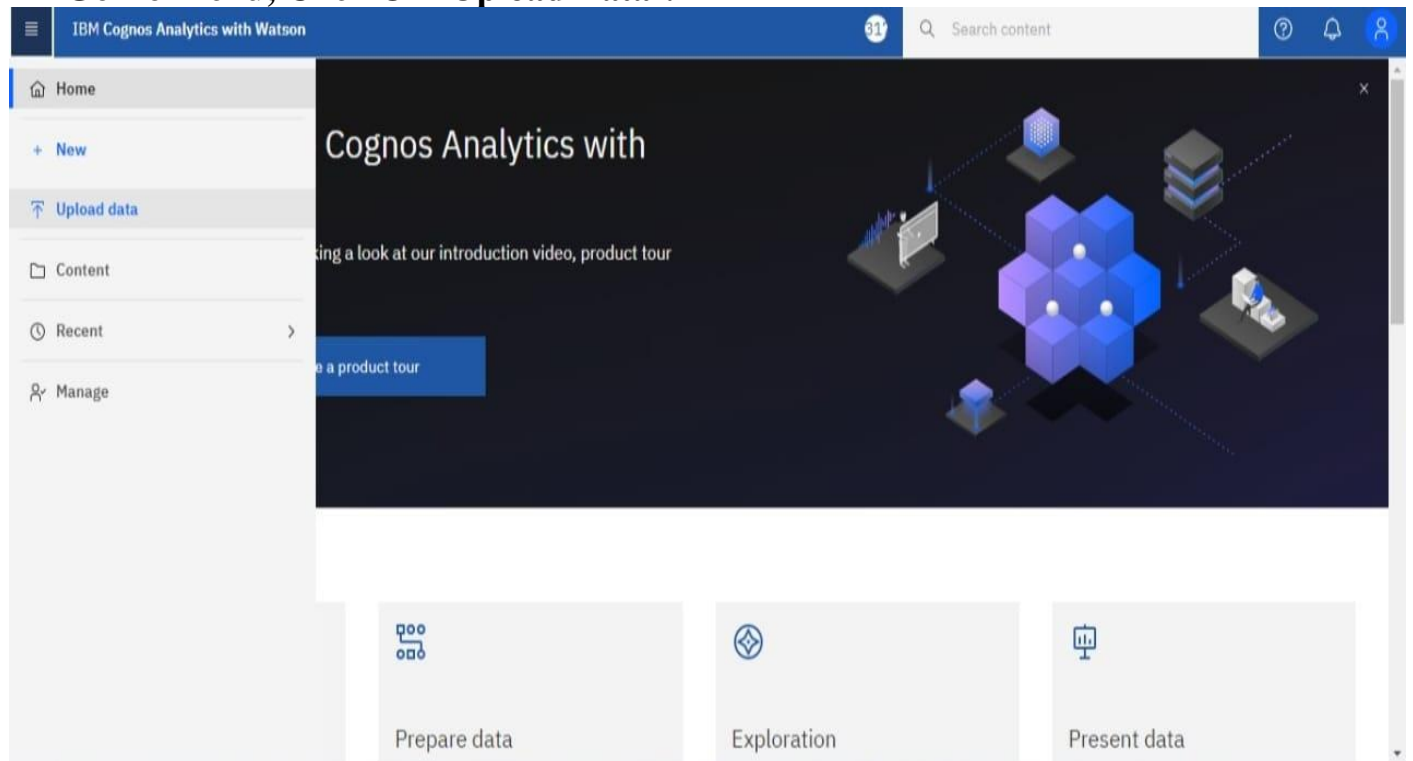 IBM Cognos Analytics with Watson
31
Search content
Home
New
Upload data
Content
Recent
Manage
Cognos Analytics with
king a look at our introduction video, product tour
e a product tour
Prepare data
Exploration
Present data